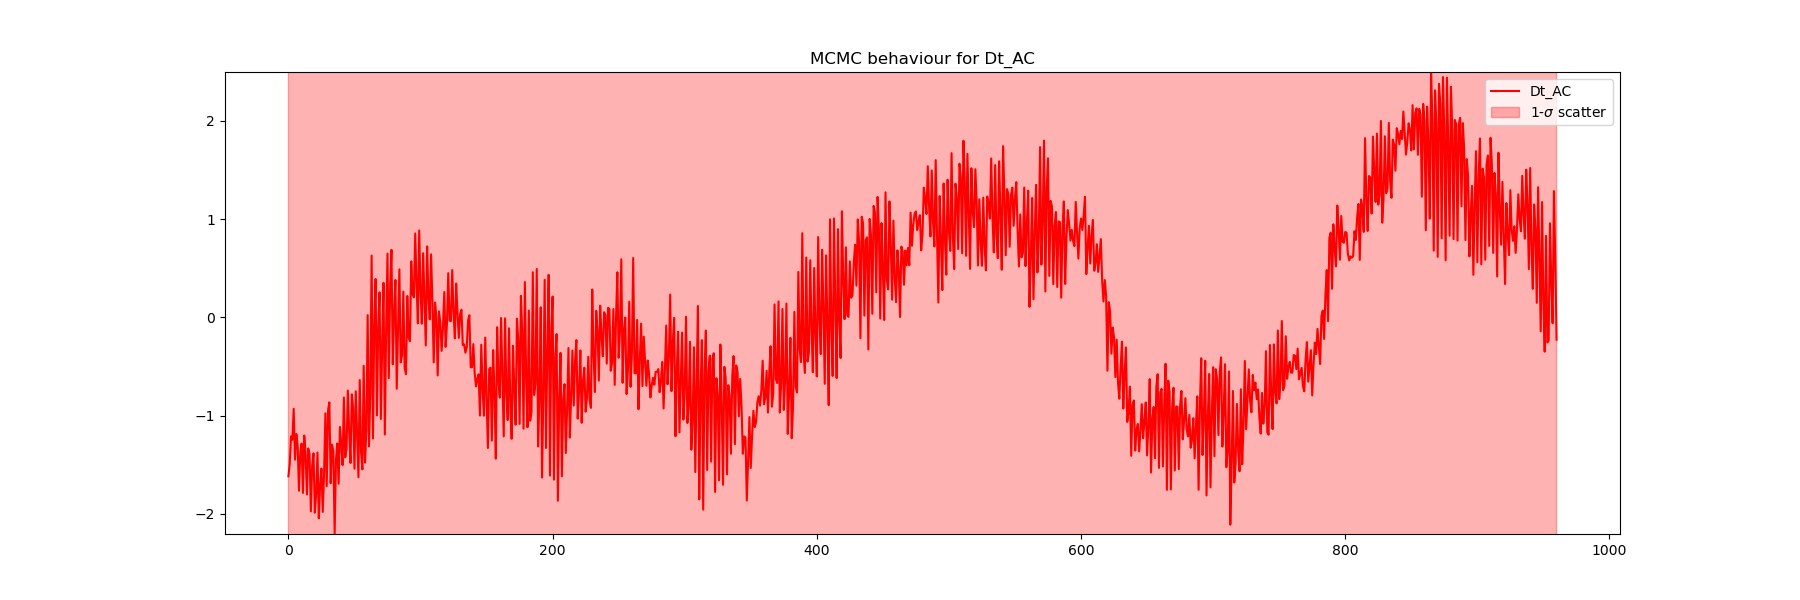 MCMC behaviour for Dt_AC
Dt_AC
1-σ scatter
2
1
0
−1
−2
0 200 400 600 800 1000